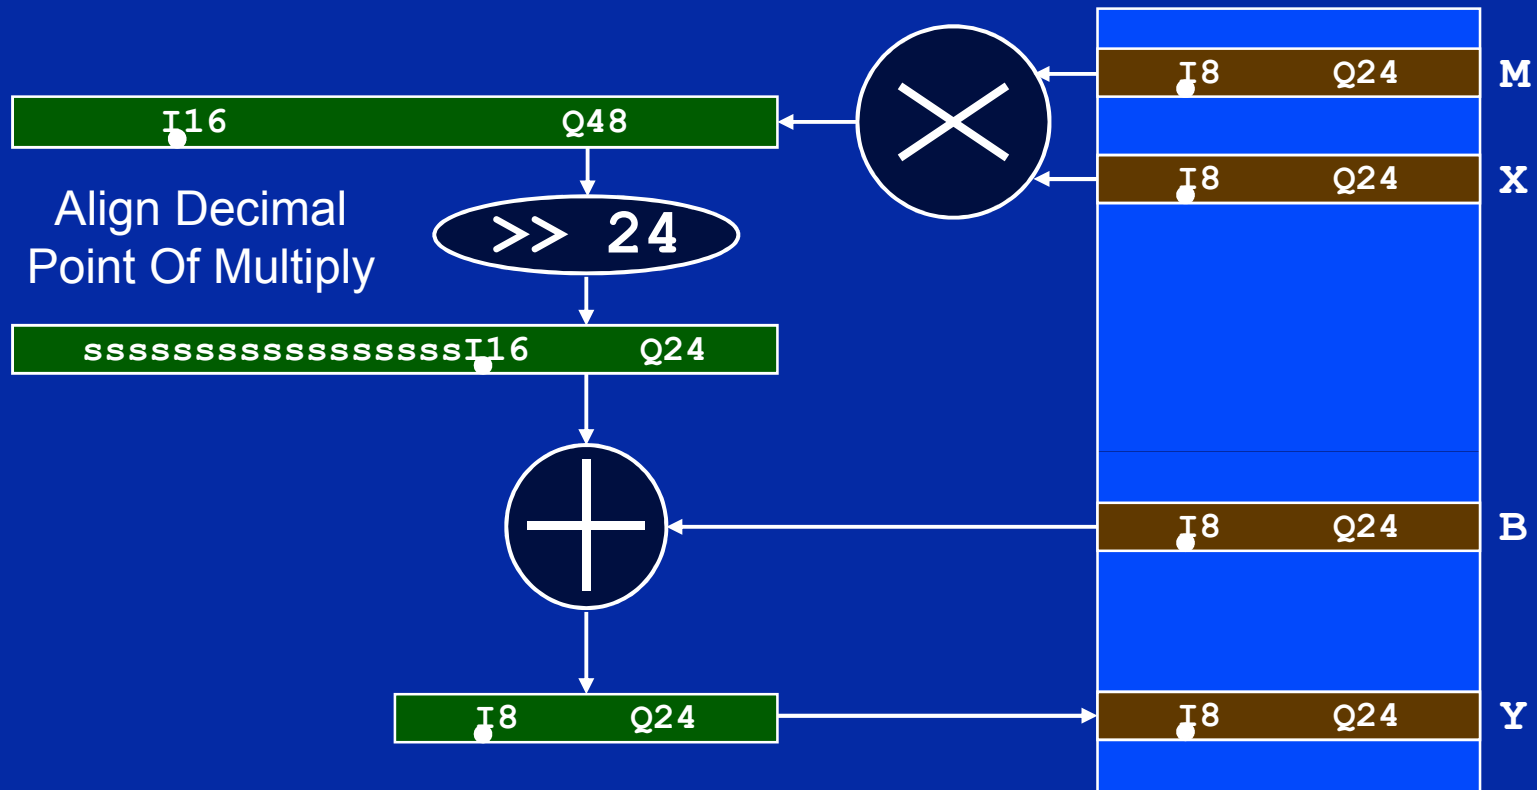 I8 Q24 M
I16 Q48
I8 Q24 X
Align Decimal
Point Of Multiply
>> 24
sssssssssssssssssI16 Q24
I8 Q24 B
I8 Q24
I8 Q24 Y